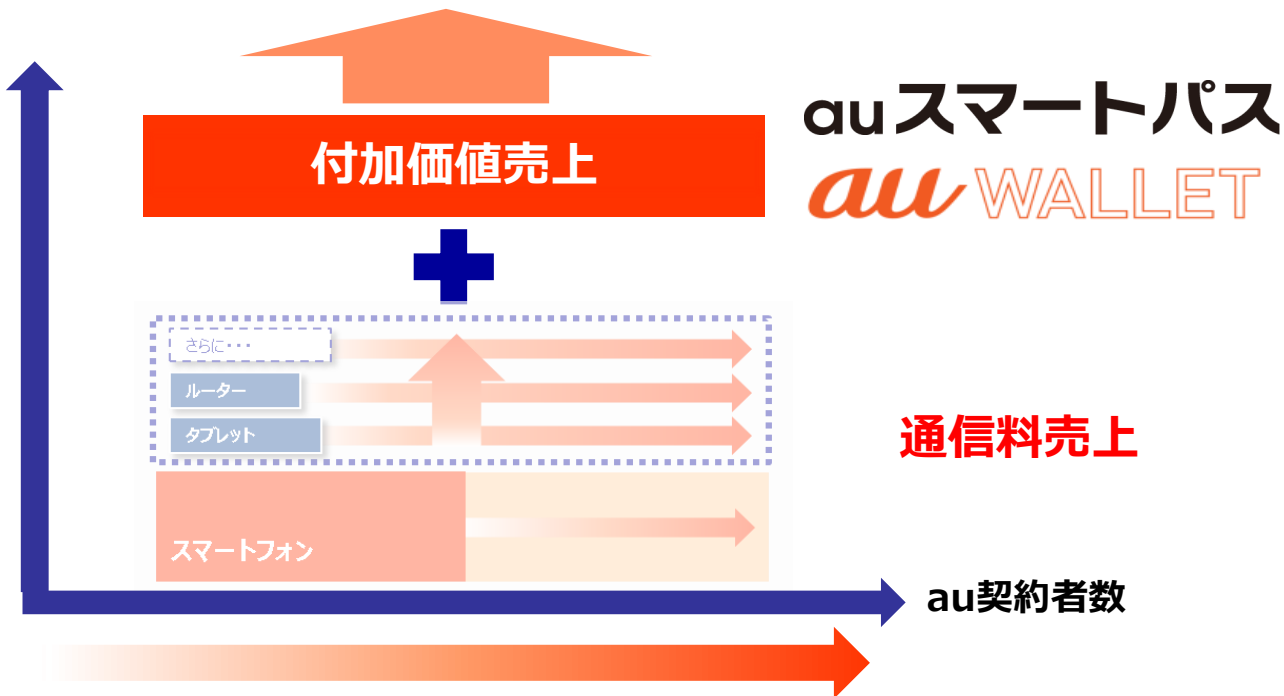 付加価値売上
auスマートパス
au WALLET
さらに・・・
ルーター
タブレット
通信料売上
スマートフォン
au契約者数